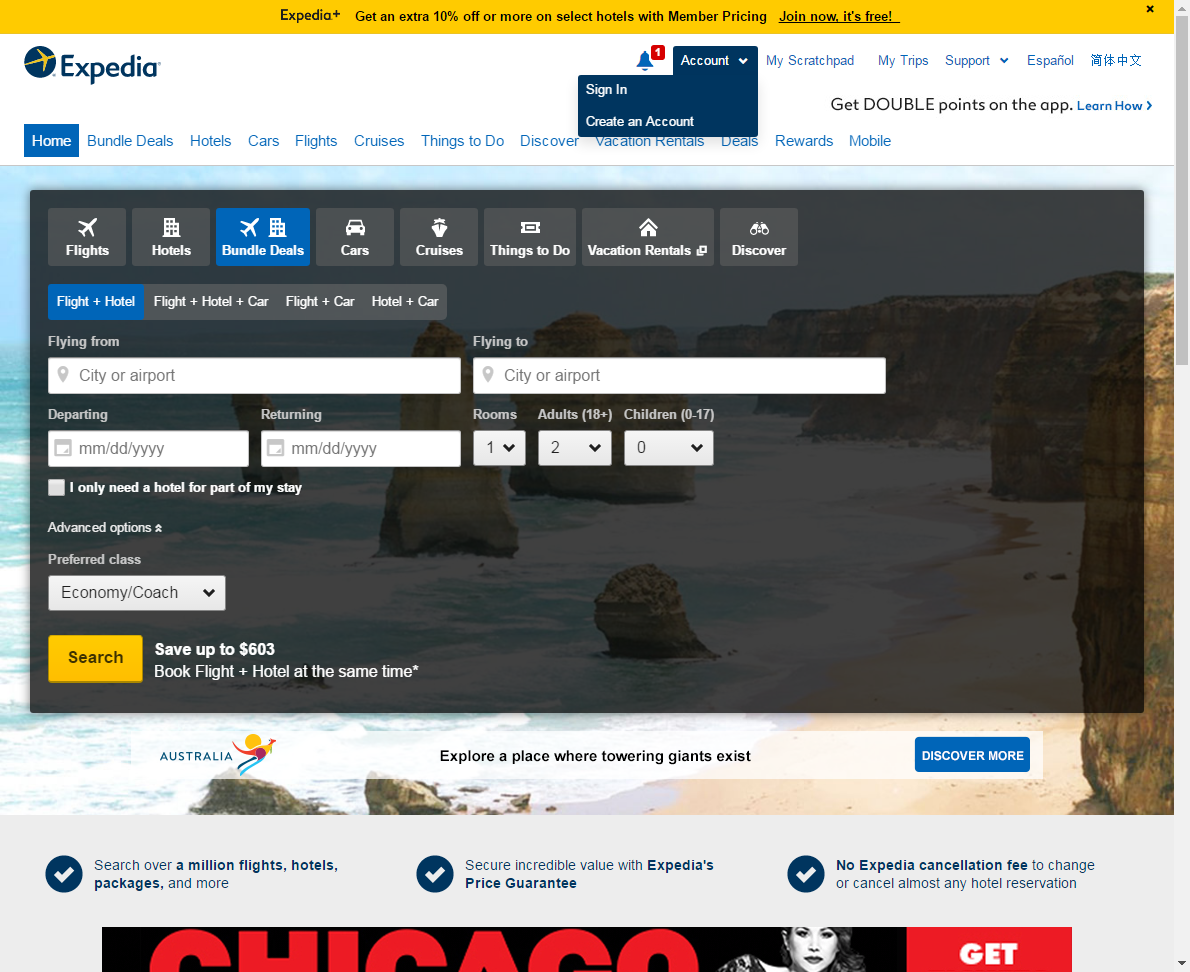 Expedia+ Get an extra 10% off or more on select hotels with Member Pricing Join now, it's free!
Expedia
1
Account
My Scratchpad
My Trips
Support
Español
简体中文
Sign In
Create an Account
Get DOUBLE points on the app. Learn How
Home Bundle Deals Hotels Cars Flights Cruises Things to Do Discover Vacation Rentals Deals Rewards Mobile
Flights Hotels Bundle Deals Cars Cruises Things to Do Vacation Rentals Discover
Flight + Hotel Flight + Hotel + Car Flight + Car Hotel + Car
Flying from Flying to
City or airport City or airport
Departing Returning Rooms Adults (18+) Children (0-17)
mm/dd/yyyy mm/dd/yyyy 1 2 0
I only need a hotel for part of my stay
Advanced options
Preferred class
Economy/Coach
Search
Save up to $603
Book Flight + Hotel at the same time*
AUSTRALIA Explore a place where towering giants exist DISCOVER MORE
Search over a million flights, hotels,
packages, and more
Secure incredible value with Expedia's
Price Guarantee
No Expedia cancellation fee to change
or cancel almost any hotel reservation
CHICAGO
GET